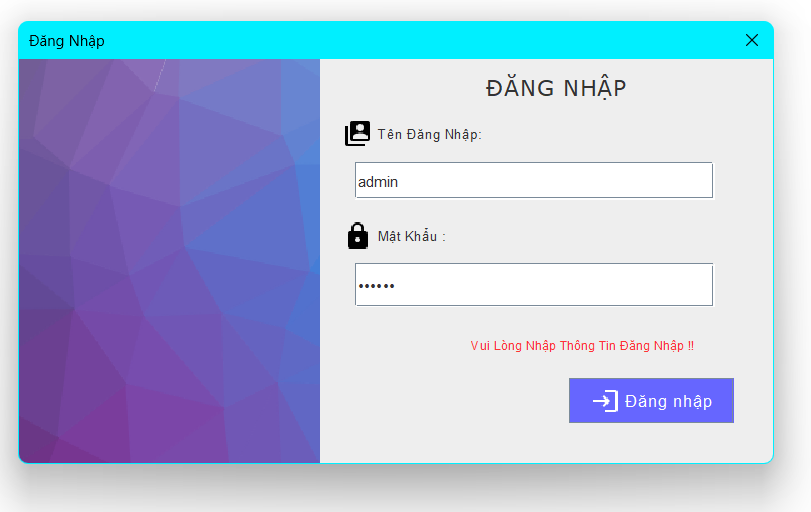 Đăng Nhập
ĐĂNG NHẬP
Tên Đăng Nhập:
admin
Mật Khẩu :
••••••
Vui Lòng Nhập Thông Tin Đăng Nhập !!
Đăng nhập